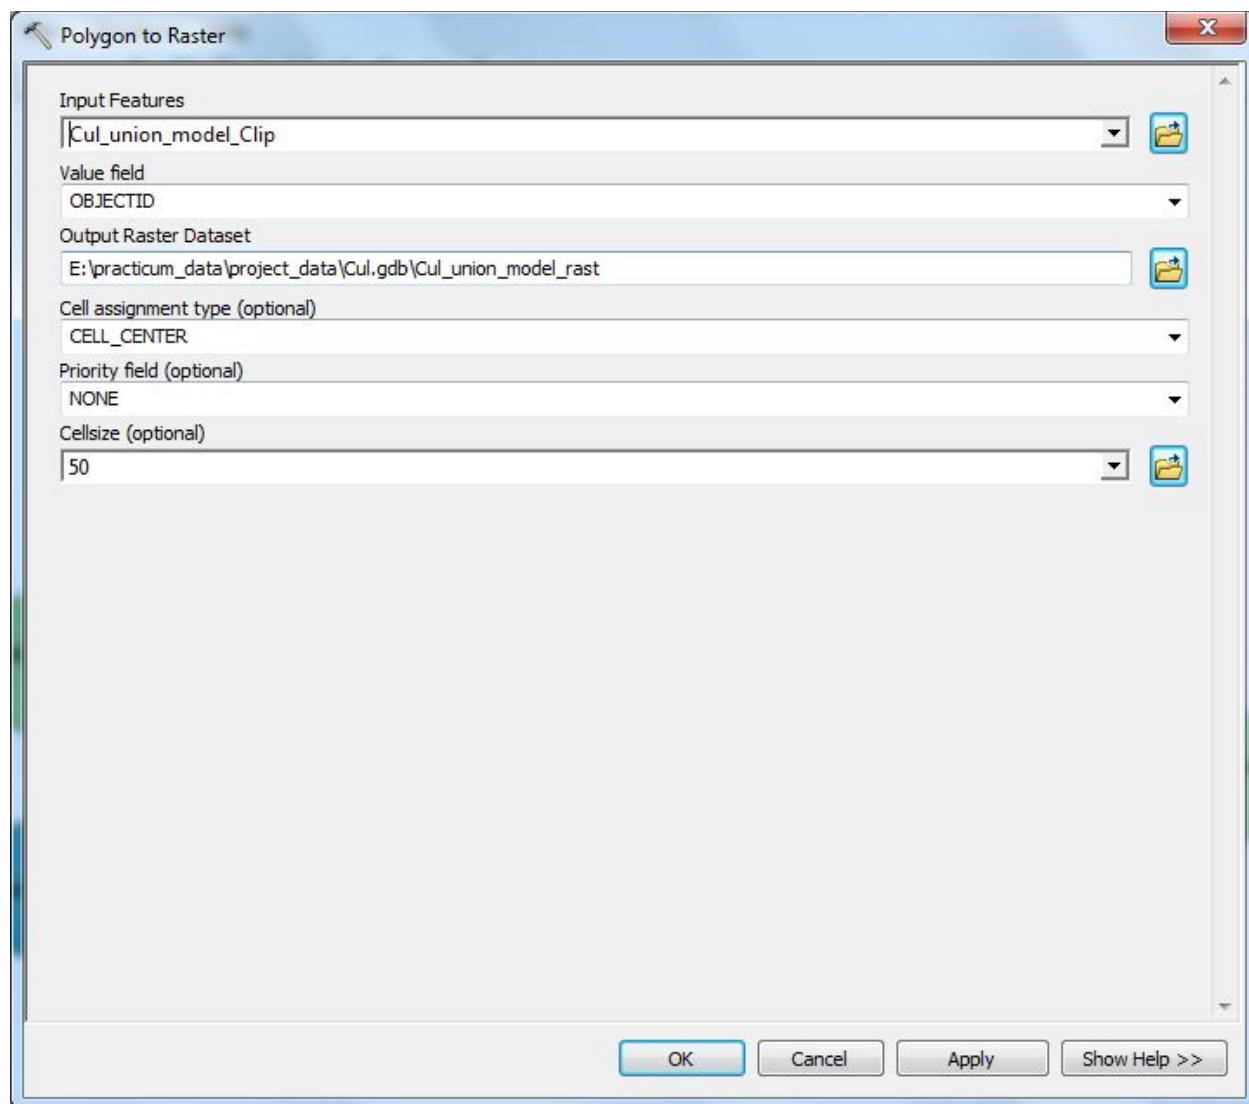 Polygon to Raster
Input Features
Cul_union_model_Clip
Value field
OBJECTID
Output Raster Dataset
E:\practicum_data\project_data\Cul.gdb\Cul_union_model_rast
Cell assignment type (optional)
CELL_CENTER
Priority field (optional)
NONE
Cellsize (optional)
50
OK Cancel Apply Show Help >>